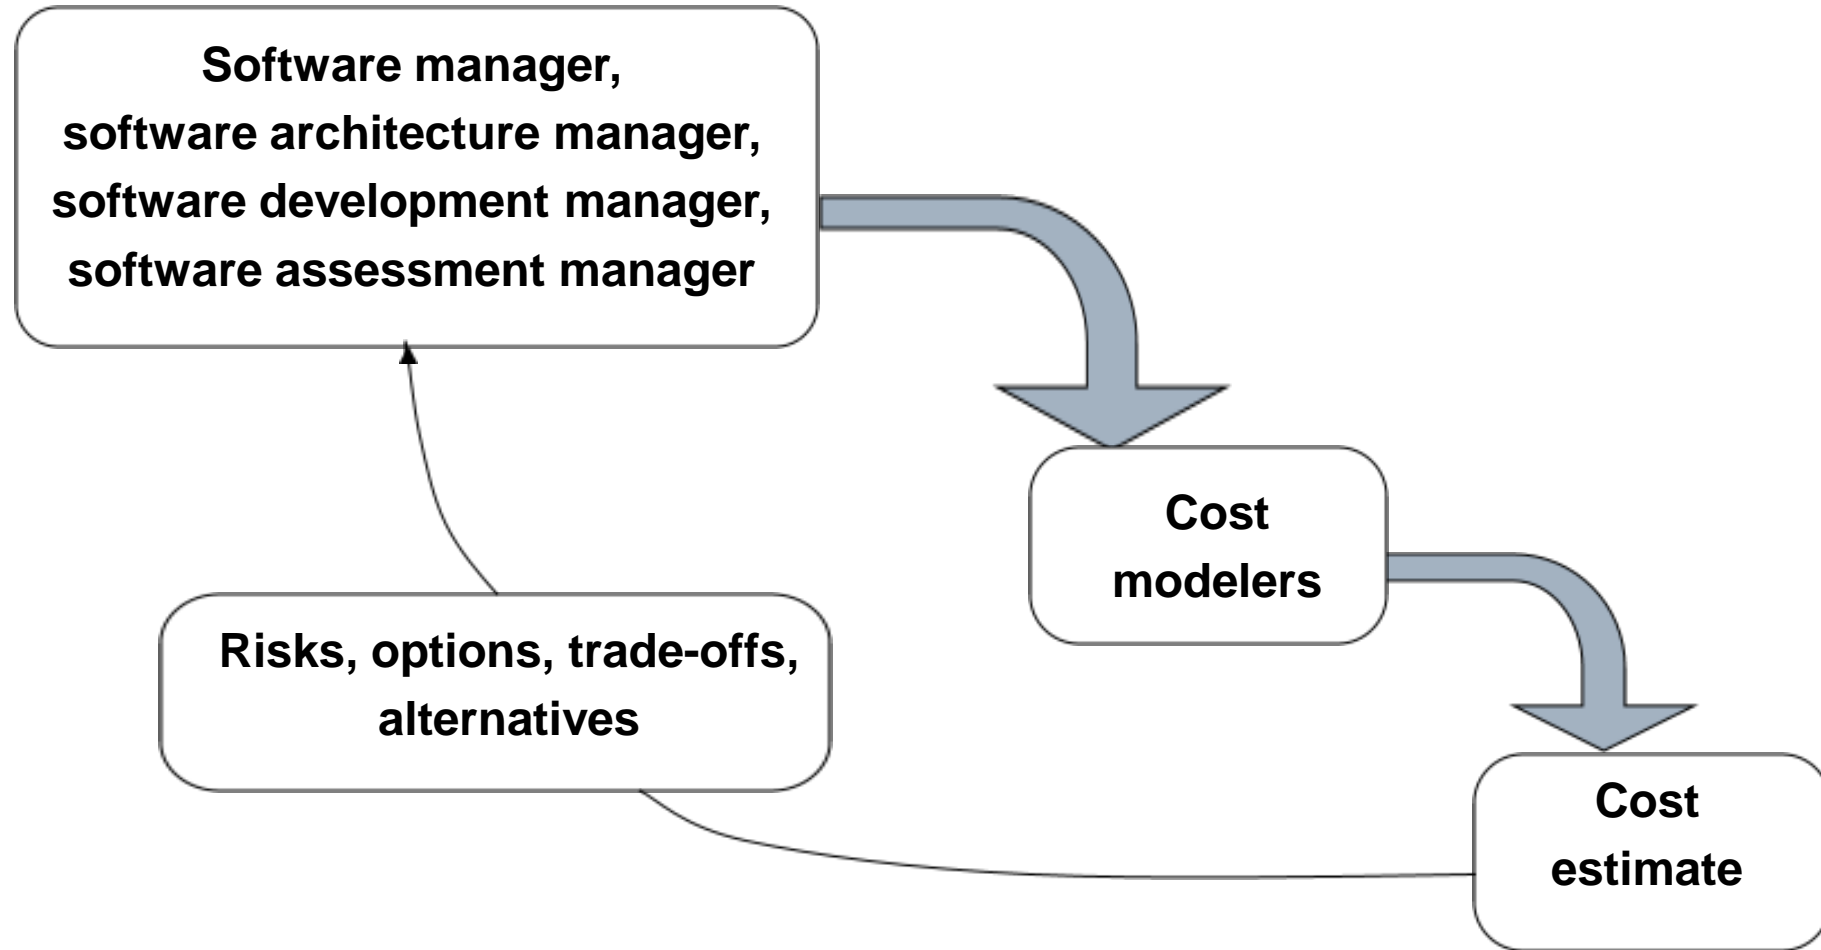 Software manager,
software architecture manager,
software development manager,
software assessment manager
Cost
modelers
Risks, options, trade-offs,
alternatives
Cost
estimate